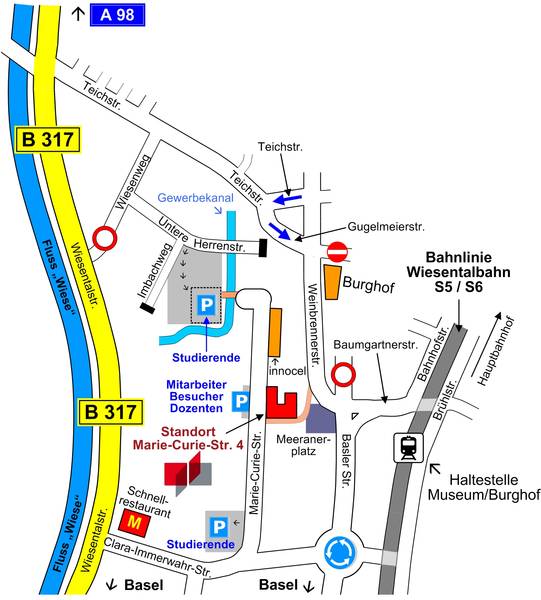 A 98
Teichstr.
B 317
Teichstr.
Wiesenweg
Teichstr.
Gewerbekanal
Gugelmeierstr.
Untere
Herrenstr.
Fluss „Wiese"
Wiesentalstr.
Imbachweg
Bahnlinie
Wiesentalbahn
S5 / S6
Burghof
P
Weinbrennerstr.
Studierende
innocel
Baumgartnerstr.
Bahnhofstr.
Hauptbahnhof
Brühlstr.
Mitarbeiter
Besucher
Dozenten
P
B 317
Standort
Marie-Curie-Str. 4
Meeraner-
platz
Basler Str.
Marie-Curie-Str.
Haltestelle
Museum/Burghof
Schnell-
restaurant
M
P
Studierende
Fluss „Wiese"
Wiesentalstr.
Clara-Immerwahr-Str.
Basel
Basel